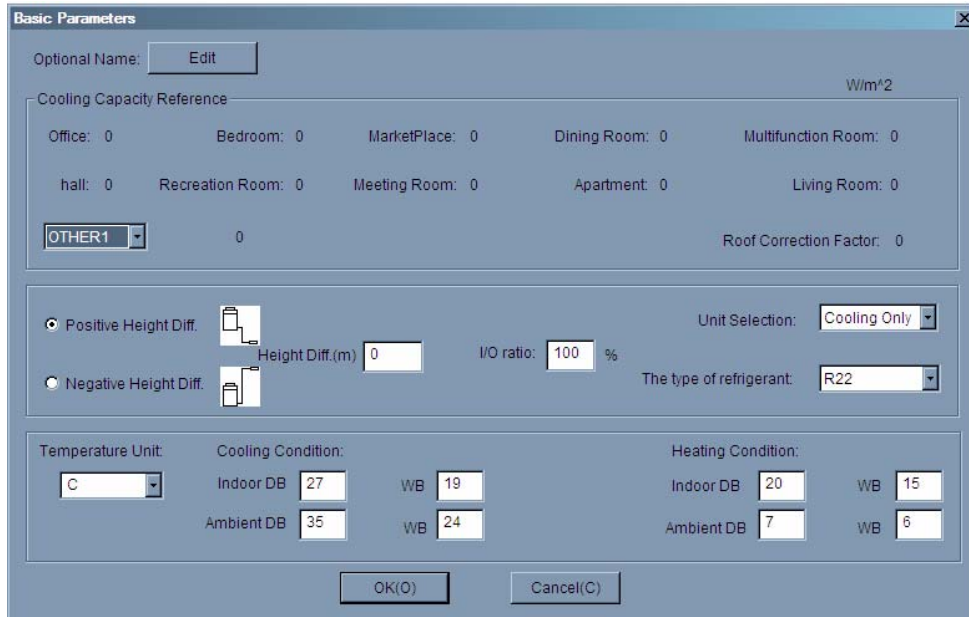 Basic Parameters
Optional Name: Edit
W/m^2
Cooling Capacity Reference
Office: 0 Bedroom: 0 MarketPlace: 0 Dining Room: 0 Multifunction Room: 0
hall: 0 Recreation Room: 0 Meeting Room: 0 Apartment: 0 Living Room: 0
OTHER1 0 Roof Correction Factor: 0
Positive Height Diff. Unit Selection: Cooling Only
Height Diff.(m) 0 I/O ratio: 100 %
Negative Height Diff. The type of refrigerant: R22
Temperature Unit: Cooling Condition: Heating Condition:
C Indoor DB 27 WB 19 Indoor DB 20 WB 15
Ambient DB 35 WB 24 Ambient DB 7 WB 6
OK(O) Cancel(C)